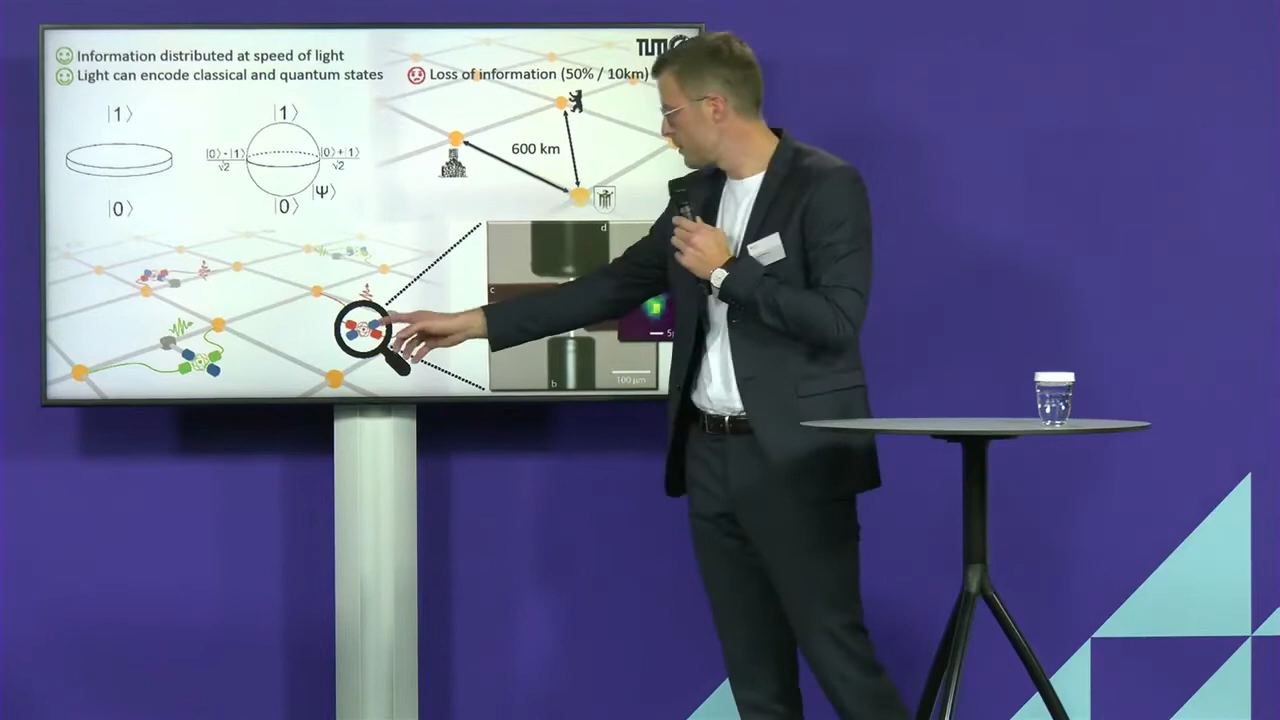 Information distributed at speed of light
Light can encode classical and quantum states
TUM
Loss of information (50% / 10km)
|1⟩
|1⟩
|0⟩-|1⟩
√2
|0⟩+|1⟩
√2
|Ψ⟩
|0⟩
|0⟩
600 km
d
c
b
100 µm